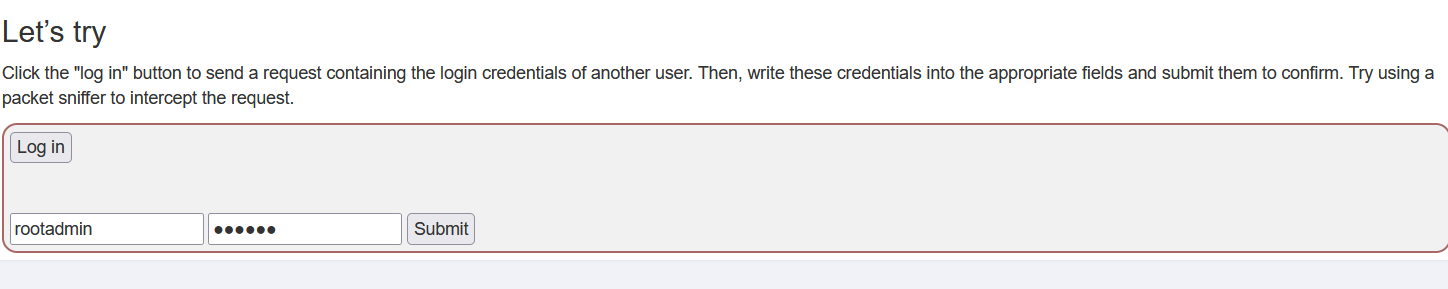 Let’s try
Click the "log in" button to send a request containing the login credentials of another user. Then, write these credentials into the appropriate fields and submit them to confirm. Try using a
packet sniffer to intercept the request.
Log in
rootadmin ●●●●●● Submit